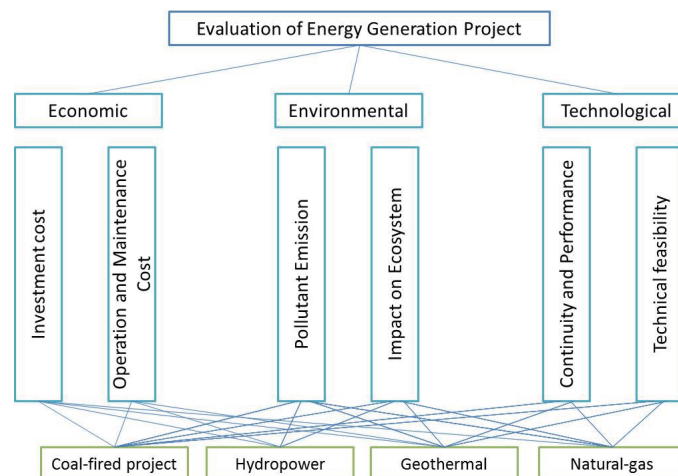 Evaluation of Energy Generation Project
Economic
Environmental
Technological
Investment cost
Operation and Maintenance
Cost
Pollutant Emission
Impact on Ecosystem
Continuity and Performance
Technical feasibility
Coal-fired project
Hydropower
Geothermal
Natural-gas